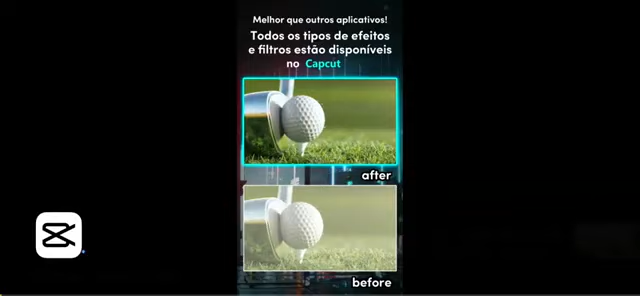 Melhor que outros aplicativos!
Todos os tipos de efeitos
e filtros estão disponíveis
no Capcut
after
before